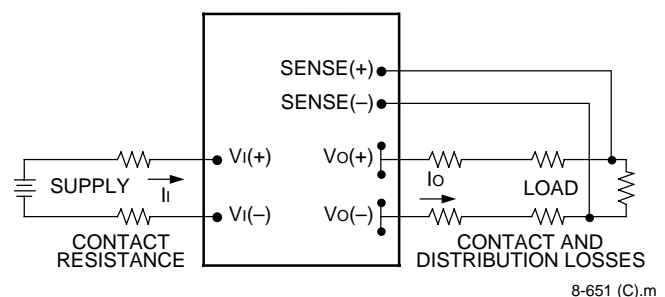 SENSE(+)
SENSE(–)
VI(+)
VO(+)
IO
SUPPLY
II
LOAD
VI(–)
VO(–)
CONTACT
RESISTANCE
CONTACT AND
DISTRIBUTION LOSSES
8-651 (C).m